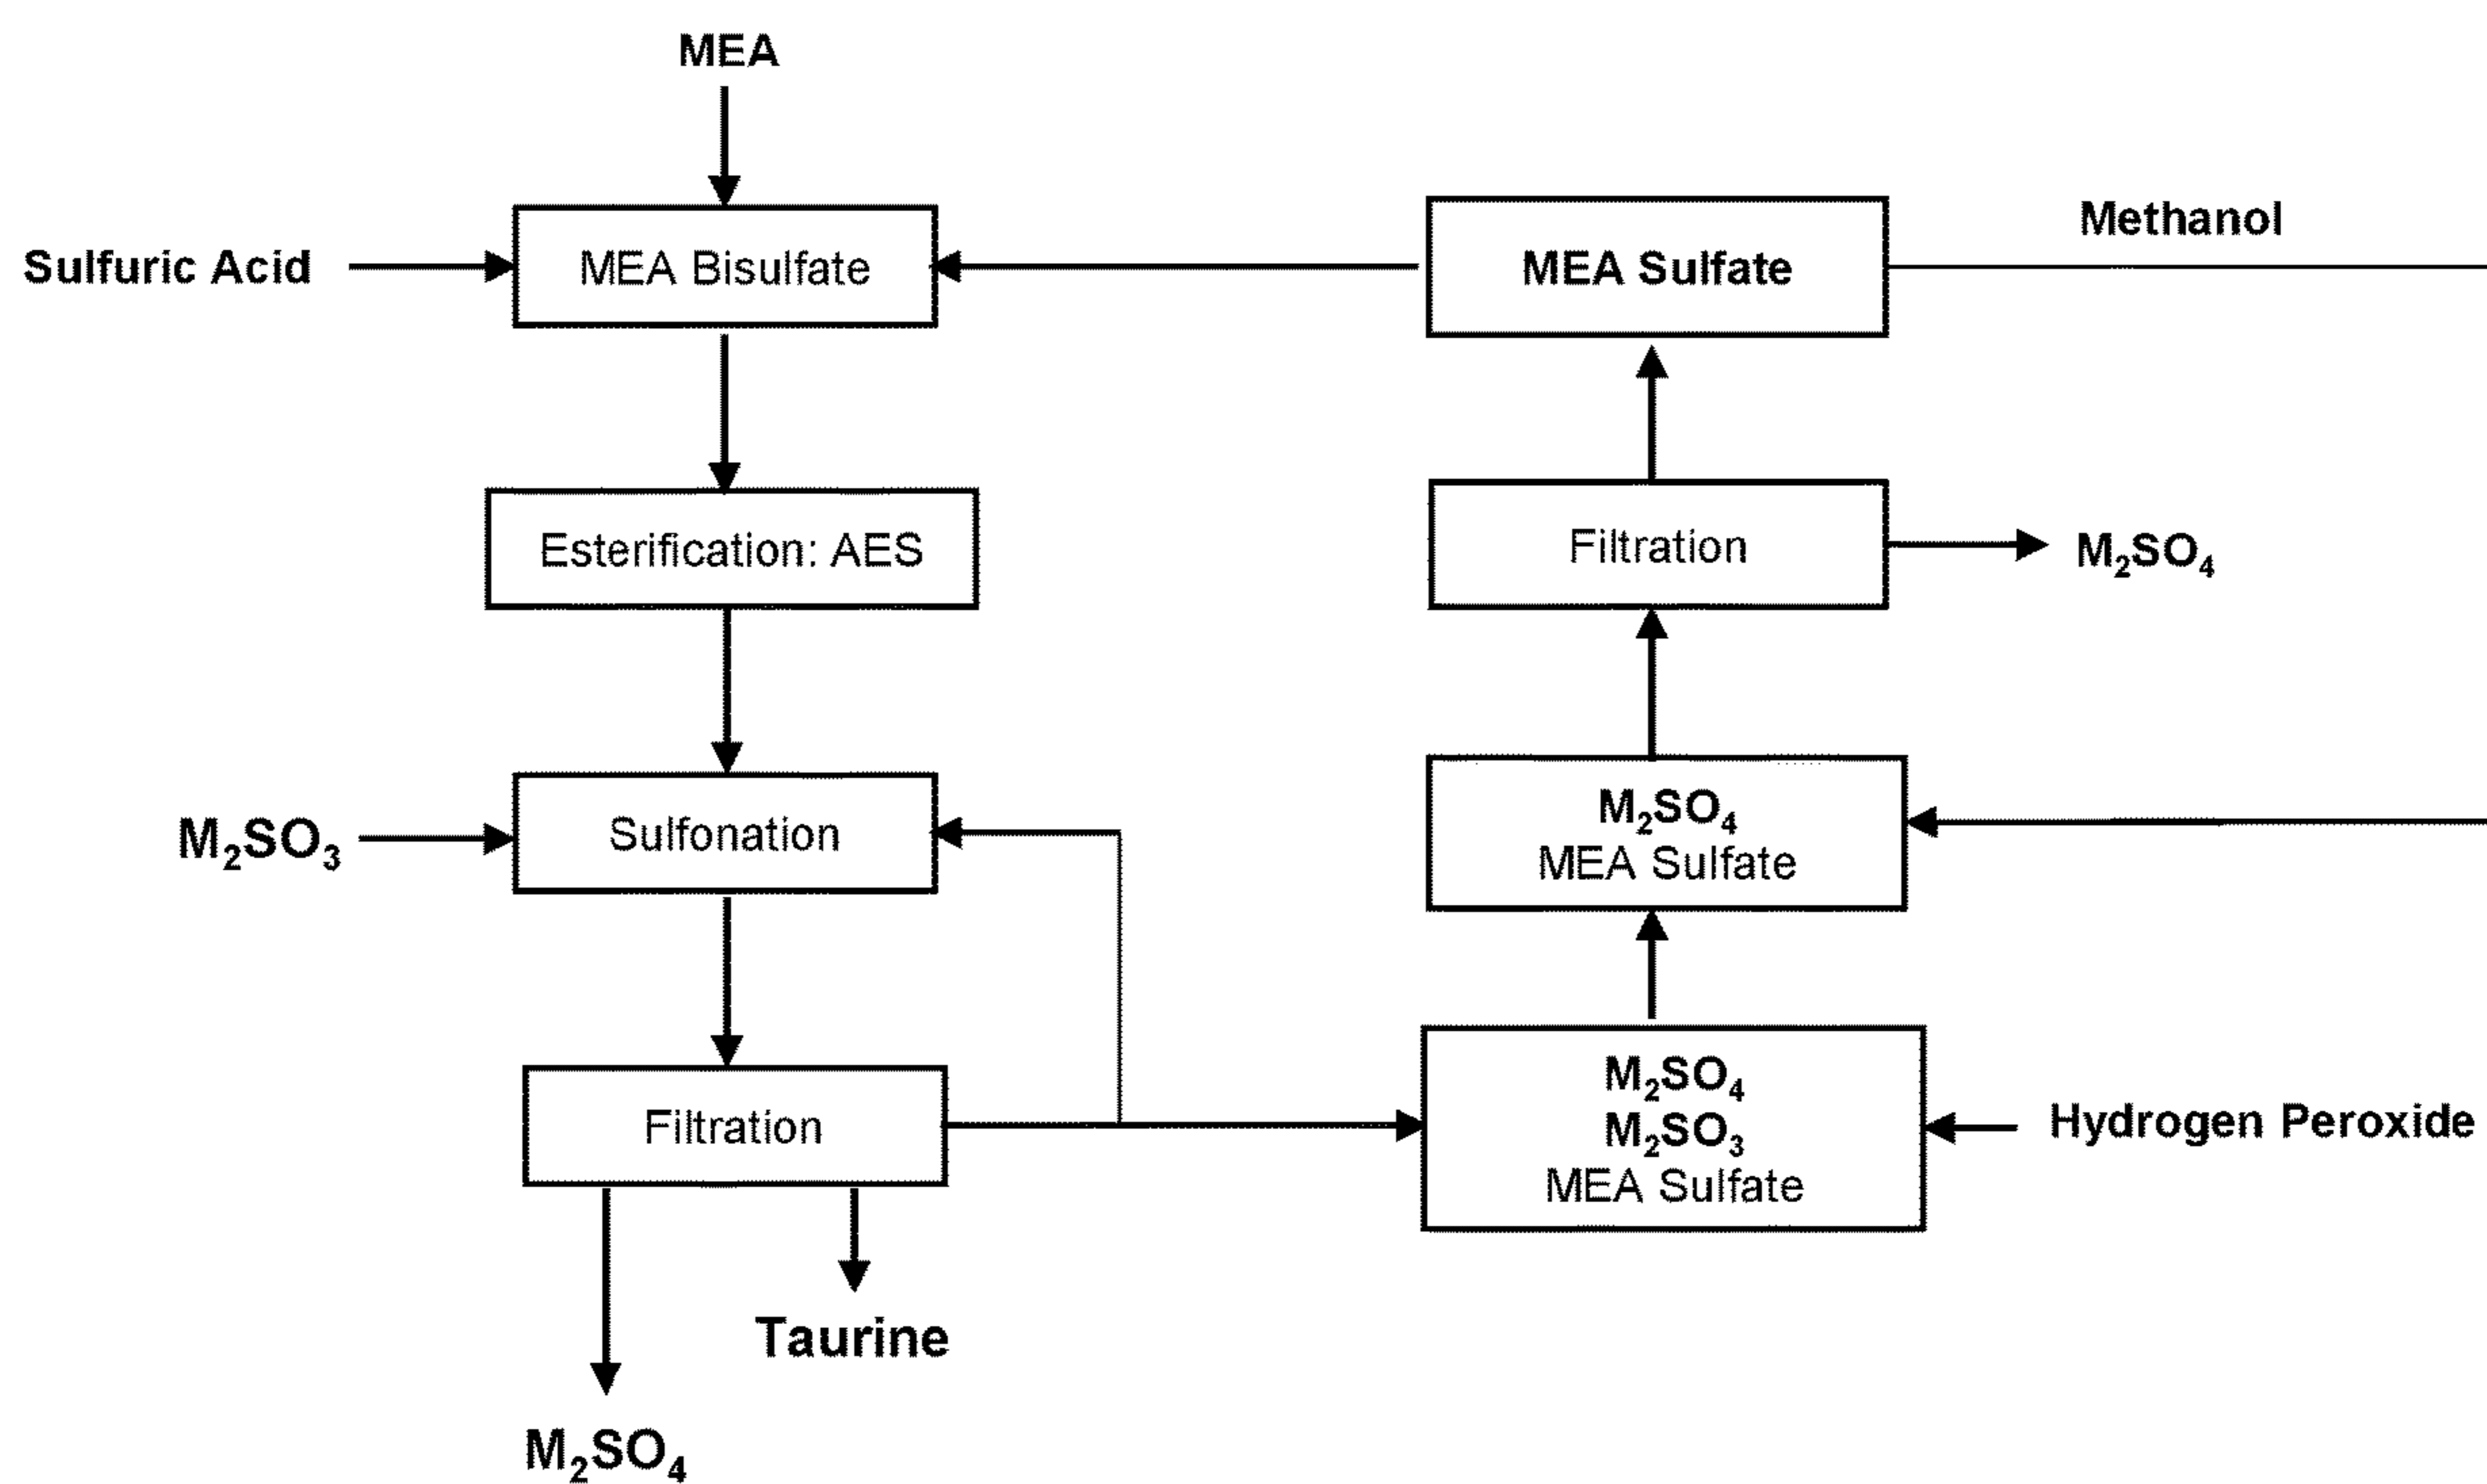 MEA
Sulfuric Acid
MEA Bisulfate
MEA Sulfate
Methanol
Esterification: AES
Filtration
M₂SO₄
M₂SO₃
Sulfonation
M₂SO₄
MEA Sulfate
Filtration
M₂SO₄
M₂SO₃
MEA Sulfate
Hydrogen Peroxide
Taurine
M₂SO₄